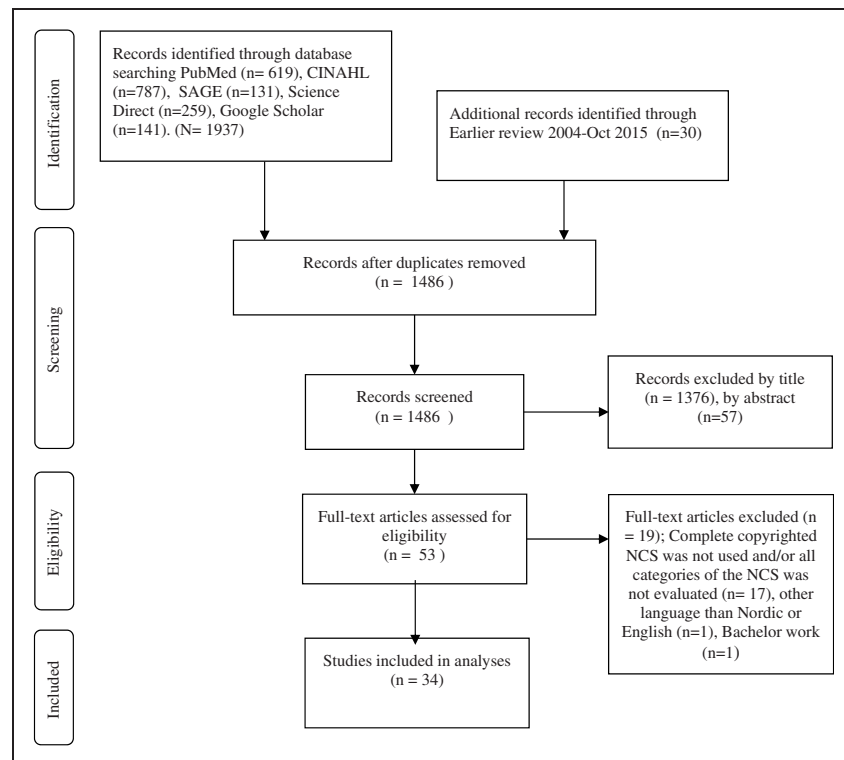 Identification
Records identified through database
searching PubMed (n= 619), CINAHL
(n=787), SAGE (n=131), Science
Direct (n=259), Google Scholar
(n=141). (N= 1937)
Additional records identified through
Earlier review 2004-Oct 2015 (n=30)
Screening
Records after duplicates removed
(n = 1486 )
Records screened
(n = 1486 )
Records excluded by title
(n = 1376), by abstract
(n=57)
Eligibility
Full-text articles assessed for
eligibility
(n = 53)
Full-text articles excluded (n
= 19); Complete copyrighted
NCS was not used and/or all
categories of the NCS was
not evaluated (n= 17), other
language than Nordic or
English (n=1), Bachelor work
(n=1)
Included
Studies included in analyses
(n = 34)